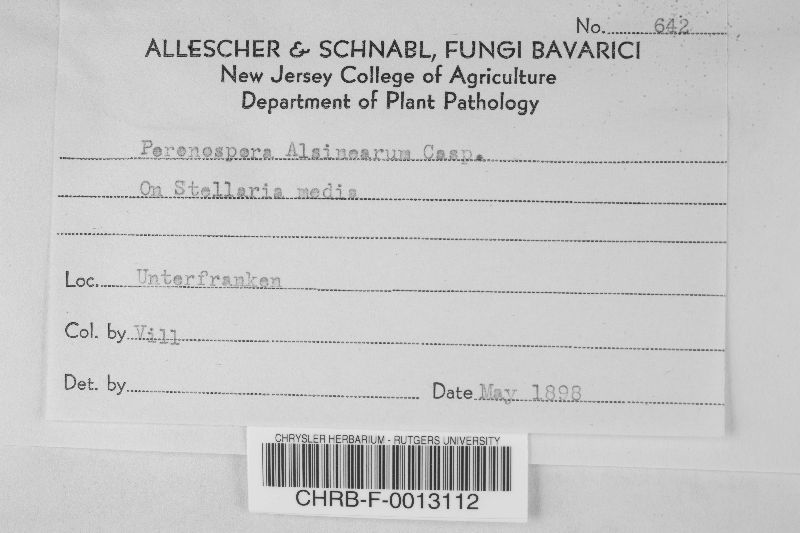 No. 642
ALLESCHER & SCHNABL, FUNGI BAVARICI
New Jersey College of Agriculture
Department of Plant Pathology
Peronospora Alsinearum Casp.
On Stellaria media
Loc. Unterfranken
Col. by Vill
Det. by
Date May 1898
CHRYSLER HERBARIUM - RUTGERS UNIVERSITY
CHRB-F-0013112